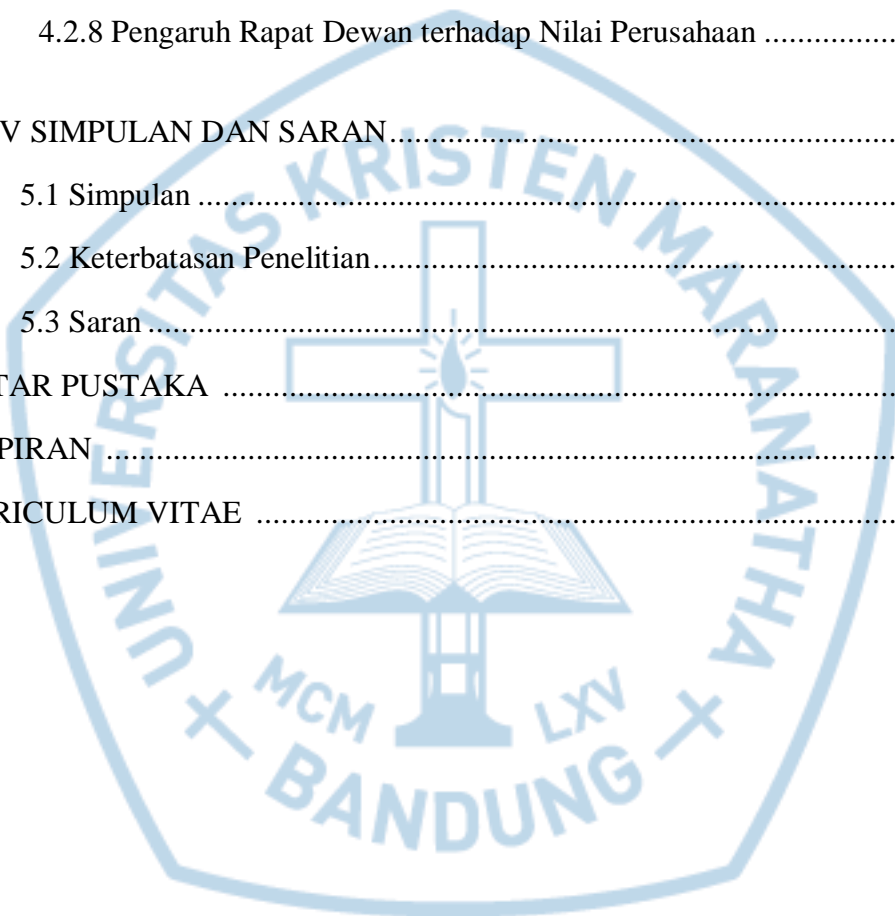 4.2.8 Pengaruh Rapat Dewan terhadap Nilai Perusahaan ................
V SIMPULAN DAN SARAN ................................................................
5.1 Simpulan ................................................................
5.2 Keterbatasan Penelitian ................................................................
5.3 Saran ................................................................
TAR PUSTAKA ................................................................
PIRAN ................................................................
RICULUM VITAE ................................................................
UNIVERSITAS KRISTEN MARANATHA
MCM LXV
BANDUNG